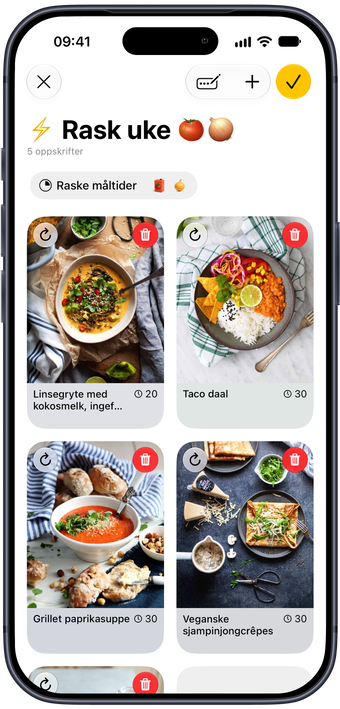 09:41
⚡ Rask uke 🍅🧅
5 oppskrifter
Raske måltider
Linsegryte med
kokosmelk, ingef...
20
Taco daal
30
Grillet paprikasuppe
30
Veganske
sjampinjongcrêpes
30